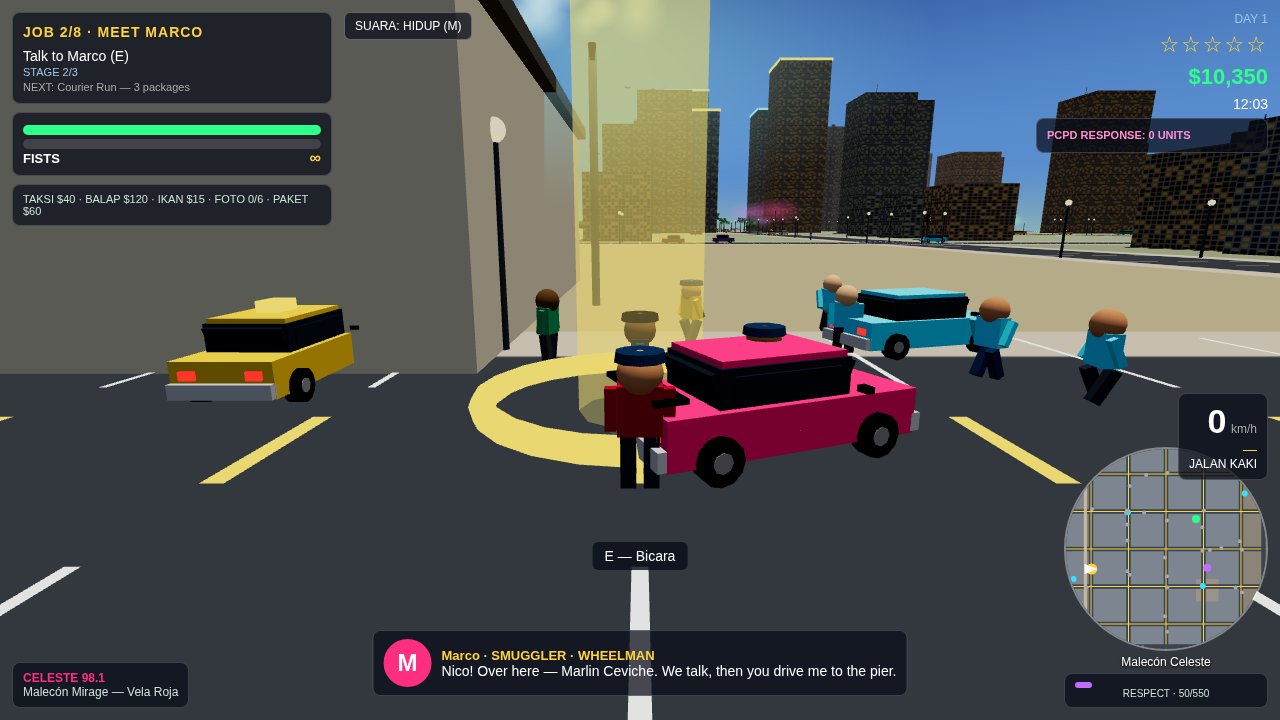 JOB 2/8 · MEET MARCO
Talk to Marco (E)
STAGE 2/3
NEXT: Courier Run — 3 packages
FISTS ∞
TAKSI $40 · BALAP $120 · IKAN $15 · FOTO 0/6 · PAKET
$60
SUARA: HIDUP (M)
DAY 1
☆☆☆☆☆
$10,350
12:03
PCPD RESPONSE: 0 UNITS
E — Bicara
M
Marco · SMUGGLER · WHEELMAN
Nico! Over here — Marlin Ceviche. We talk, then you drive me to the pier.
0 km/h
—
JALAN KAKI
Malecón Celeste
RESPECT · 50/550
CELESTE 98.1
Malecón Mirage — Vela Roja